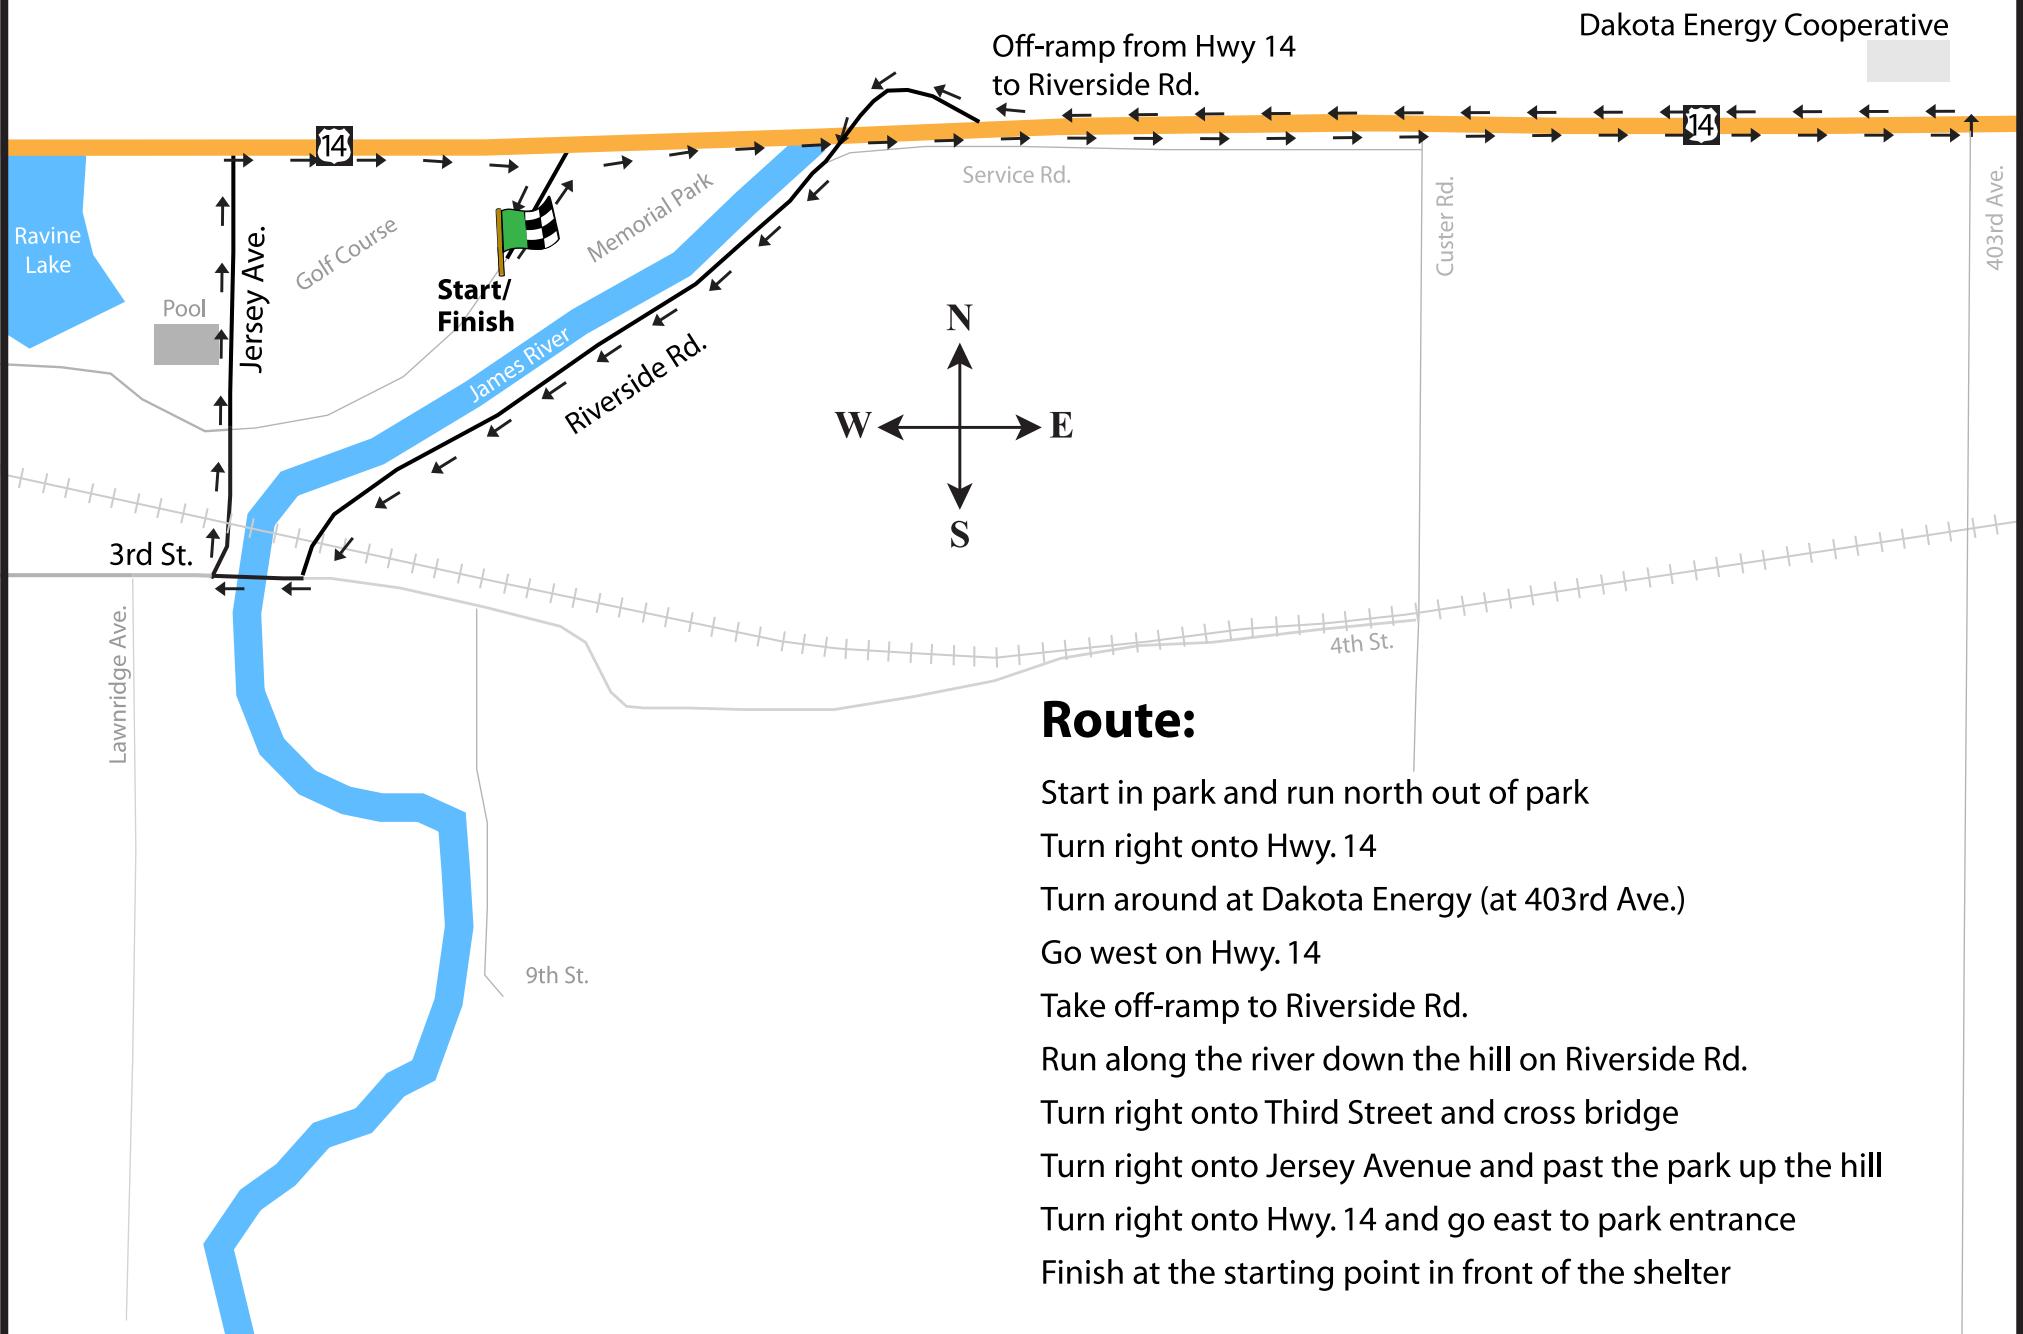 Dakota Energy Cooperative
Off-ramp from Hwy 14
to Riverside Rd.
14
14
Service Rd.
Custer Rd.
403rd Ave.
Ravine
Lake
Pool
Jersey Ave.
Golf Course
Memorial Park
Start/
Finish
James River
Riverside Rd.
N
W
E
S
3rd St.
Lawnridge Ave.
4th St.
9th St.
Route:
Start in park and run north out of park
Turn right onto Hwy. 14
Turn around at Dakota Energy (at 403rd Ave.)
Go west on Hwy. 14
Take off-ramp to Riverside Rd.
Run along the river down the hill on Riverside Rd.
Turn right onto Third Street and cross bridge
Turn right onto Jersey Avenue and past the park up the hill
Turn right onto Hwy. 14 and go east to park entrance
Finish at the starting point in front of the shelter